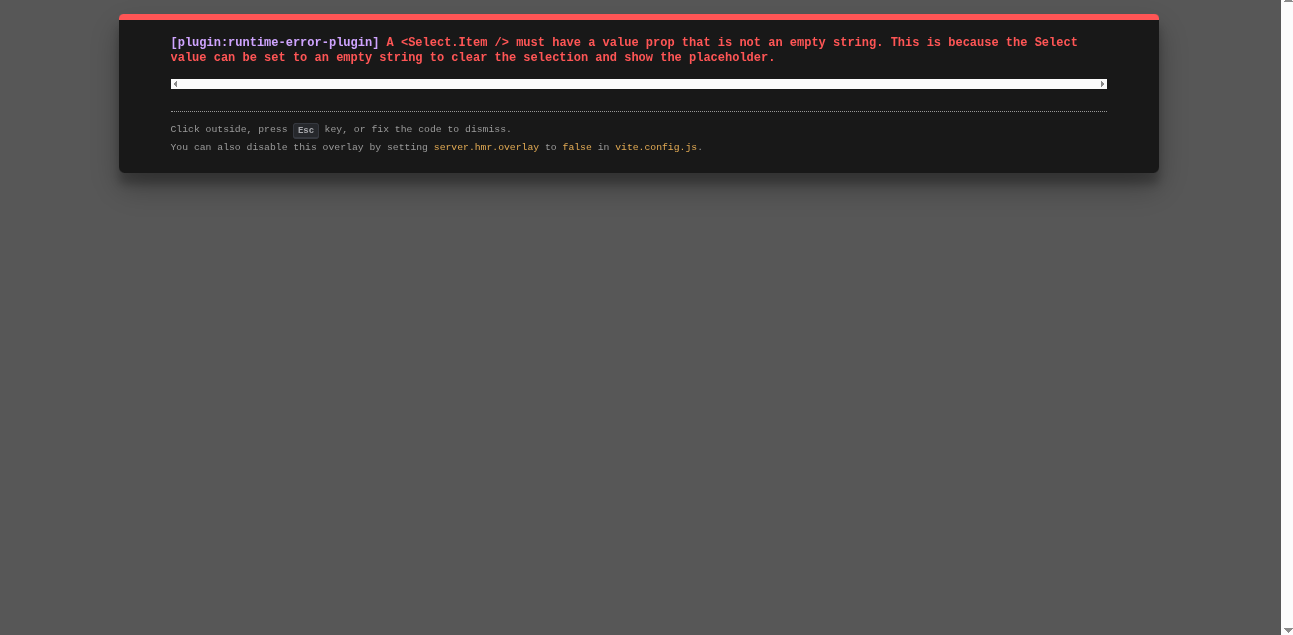 [plugin:runtime-error-plugin] A <Select.Item /> must have a value prop that is not an empty string. This is because the Select
value can be set to an empty string to clear the selection and show the placeholder.
Click outside, press Esc key, or fix the code to dismiss.
You can also disable this overlay by setting server.hmr.overlay to false in vite.config.js.